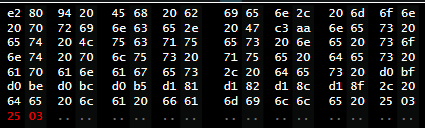 e2 80 94 20 45 68 20 62 69 65 6e 2c 20 6d 6f 6e
20 70 72 69 6e 63 65 2e 20 47 c3 aa 6e 65 73 20
65 74 20 4c 75 63 71 75 65 73 20 6e 65 20 73 6f
6e 74 20 70 6c 75 73 20 71 75 65 20 64 65 73 20
61 70 61 6e 61 67 65 73 2c 20 64 65 73 20 d0 bf
d0 be d0 bc d0 b5 d1 81 d1 82 d1 8c d1 8f 2c 20
64 65 20 6c 61 20 66 61 6d 69 6c 6c 65 20 25 03
25 03 .. .. .. .. .. .. .. .. .. .. .. .. .. ..